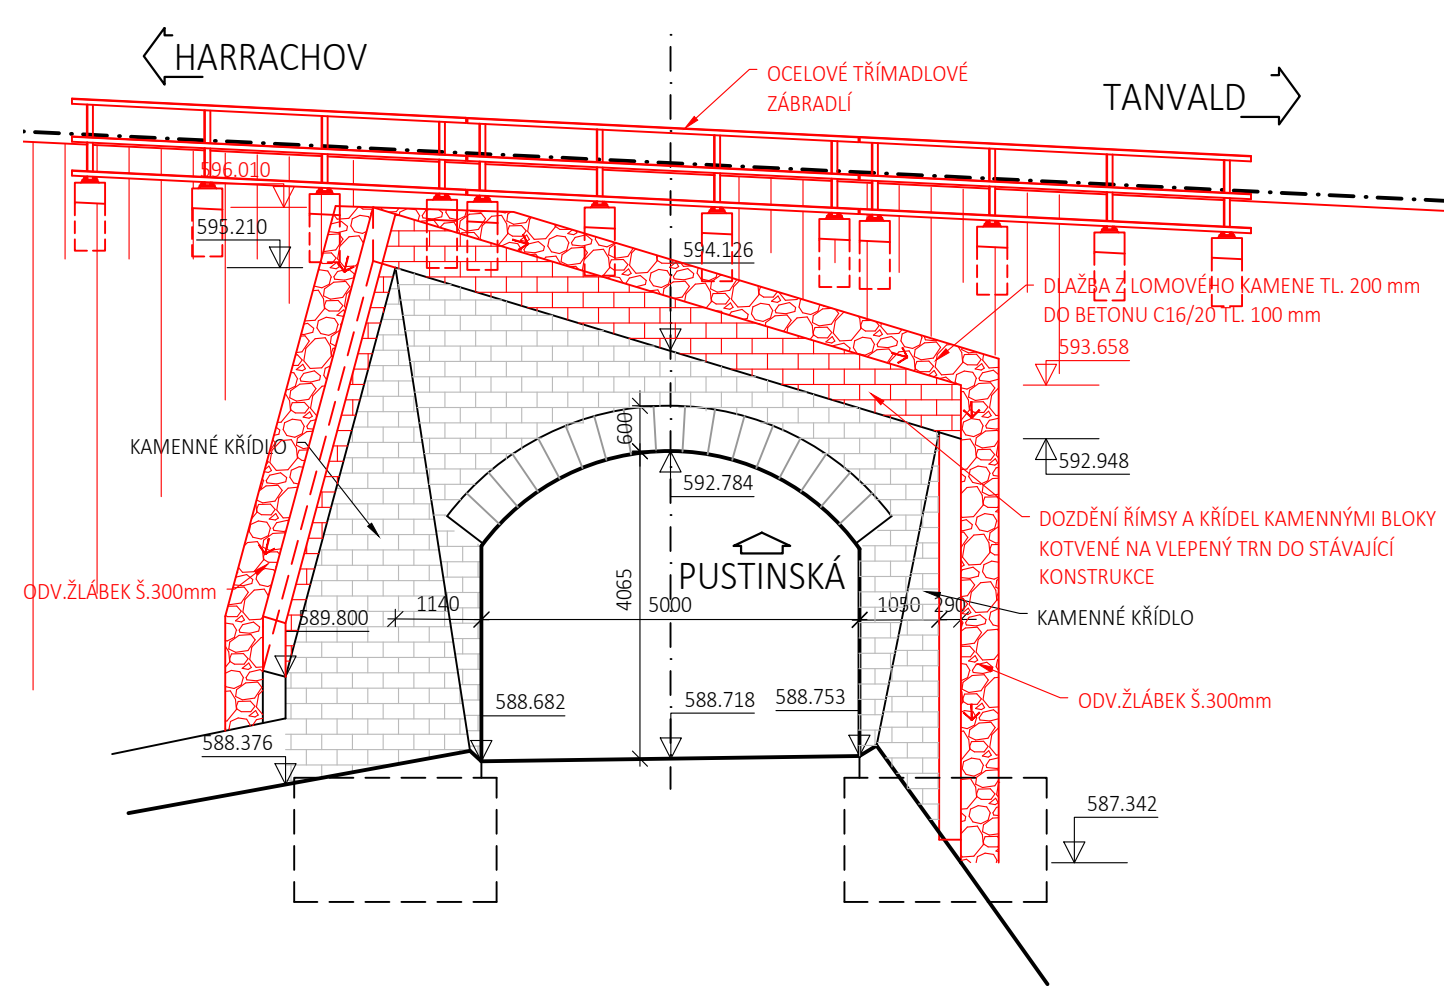 HARRACHOV
OCELOVÉ TŘÍMADLOVÉ
ZÁBRADLÍ
TANVALD
596.010
595.210
594.126
DLAŽBA Z LOMOVÉHO KAMENE TL. 200 mm
DO BETONU C16/20 TL. 100 mm
593.658
600
KAMENNÉ KŘÍDLO
592.948
592.784
DOZDĚNÍ ŘÍMSY A KŘÍDEL KAMENNÝMI BLOKY
KOTVENÉ NA VLEPENÝ TRN DO STÁVAJÍCÍ
KONSTRUKCE
PUSTINSKÁ
4065
ODV.ŽLÁBEK Š.300mm
1140
5000
1050
290
589.800
KAMENNÉ KŘÍDLO
588.682
588.718
588.753
ODV.ŽLÁBEK Š.300mm
588.376
587.342